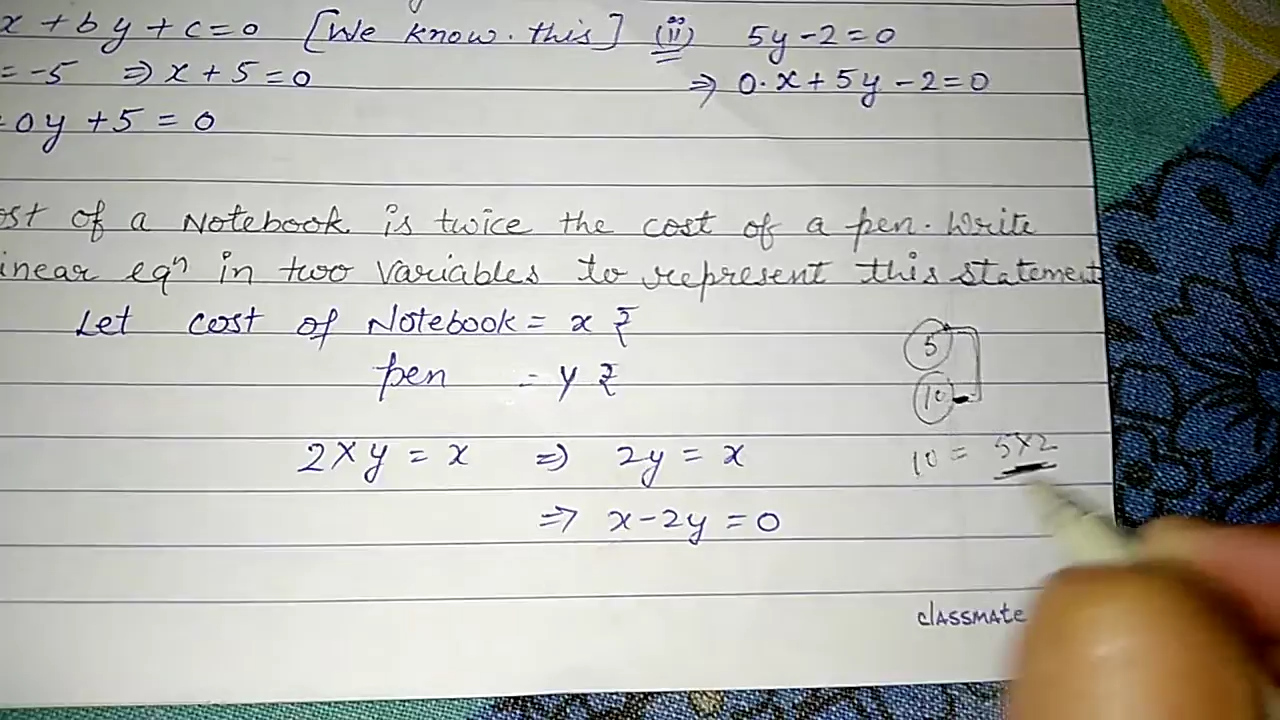 x + by + c = 0 [We know. this] (ii) 5y - 2 = 0
= -5 ⇒ x + 5 = 0 ⇒ 0·x + 5y - 2 = 0
0y + 5 = 0
ost of a Notebook is twice the cost of a pen. Write
inear eqⁿ in two variables to represent this statement
Let cost of Notebook = x ₹
pen = y ₹
5
10
2 × y = x ⇒ 2y = x
10 = 5×2
⇒ x - 2y = 0
classmate